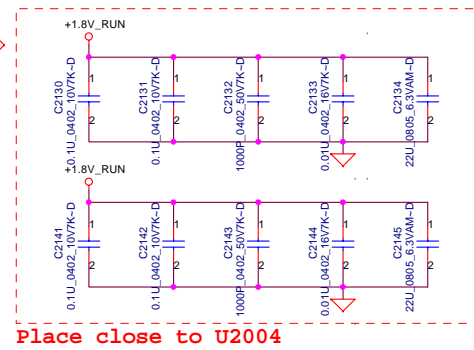 +1.8V_RUN
1
2
C2130
0.1U_0402_10V7K~D
1
2
C2131
0.1U_0402_10V7K~D
1
2
C2132
1000P_0402_50V7K~D
1
2
C2133
0.01U_0402_16V7K~D
1
2
C2134
22U_0805_6.3VAM~D
+1.8V_RUN
1
2
C2141
0.1U_0402_10V7K~D
1
2
C2142
0.1U_0402_10V7K~D
1
2
C2143
1000P_0402_50V7K~D
1
2
C2144
0.01U_0402_16V7K~D
1
2
C2145
22U_0805_6.3VAM~D
Place close to U2004